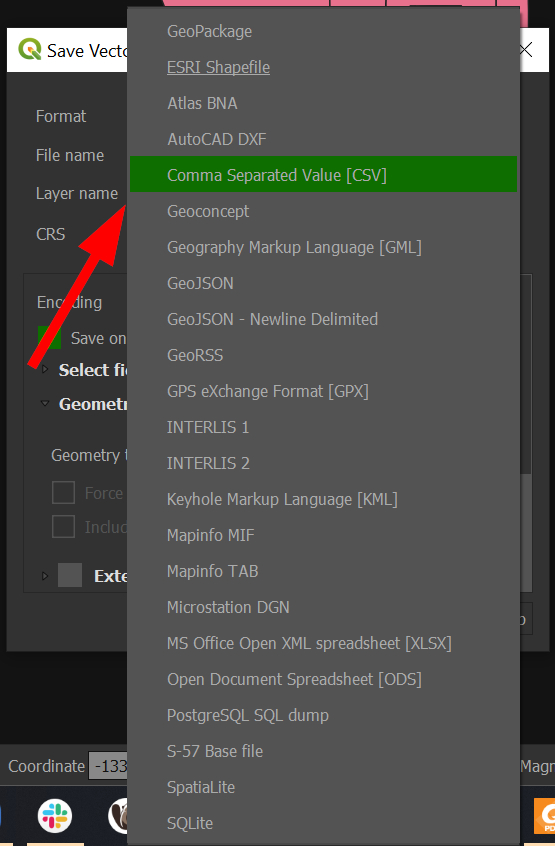 Save Vecto
Format
File name
Layer name
CRS
Encoding
Save on
Select fie
Geometr
Geometry t
Force
Includ
Exte
GeoPackage
ESRI Shapefile
Atlas BNA
AutoCAD DXF
Comma Separated Value [CSV]
Geoconcept
Geography Markup Language [GML]
GeoJSON
GeoJSON - Newline Delimited
GeoRSS
GPS eXchange Format [GPX]
INTERLIS 1
INTERLIS 2
Keyhole Markup Language [KML]
Mapinfo MIF
Mapinfo TAB
Microstation DGN
MS Office Open XML spreadsheet [XLSX]
Open Document Spreadsheet [ODS]
PostgreSQL SQL dump
S-57 Base file
SpatiaLite
SQLite
p
Coordinate -133
Magn